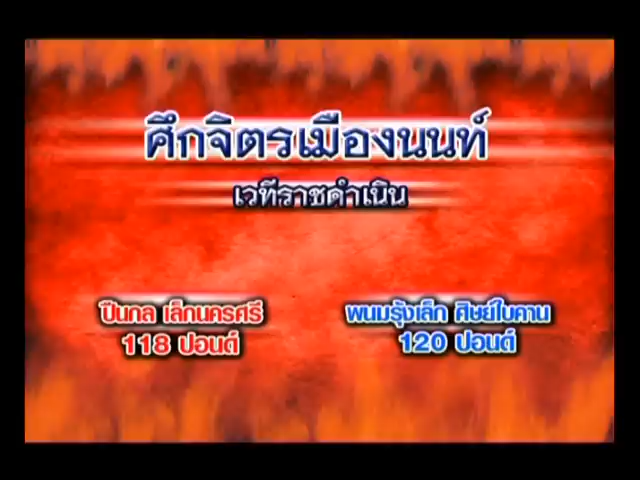 ศึกจิตรเมืองนนท์
เวทีราชดำเนิน
ปืนกล เล็กนครศรี
118 ปอนด์
พนมรุ้งเล็ก ศิษย์ใบคาน
120 ปอนด์